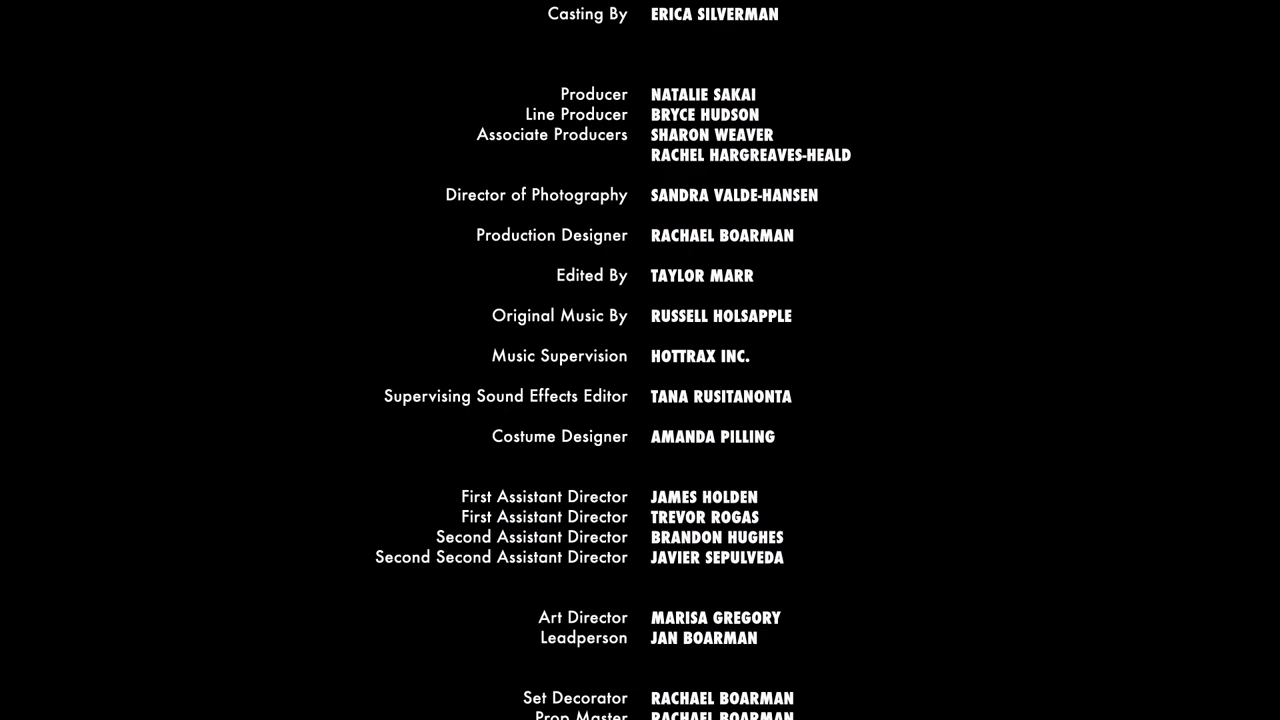 Casting By ERICA SILVERMAN
Producer NATALIE SAKAI
Line Producer BRYCE HUDSON
Associate Producers SHARON WEAVER
RACHEL HARGREAVES-HEALD
Director of Photography SANDRA VALDE-HANSEN
Production Designer RACHAEL BOARMAN
Edited By TAYLOR MARR
Original Music By RUSSELL HOLSAPPLE
Music Supervision HOTTRAX INC.
Supervising Sound Effects Editor TANA RUSITANONTA
Costume Designer AMANDA PILLING
First Assistant Director JAMES HOLDEN
First Assistant Director TREVOR ROGAS
Second Assistant Director BRANDON HUGHES
Second Second Assistant Director JAVIER SEPULVEDA
Art Director MARISA GREGORY
Leadperson JAN BOARMAN
Set Decorator RACHAEL BOARMAN
Prop Master RACHAEL BOARMAN